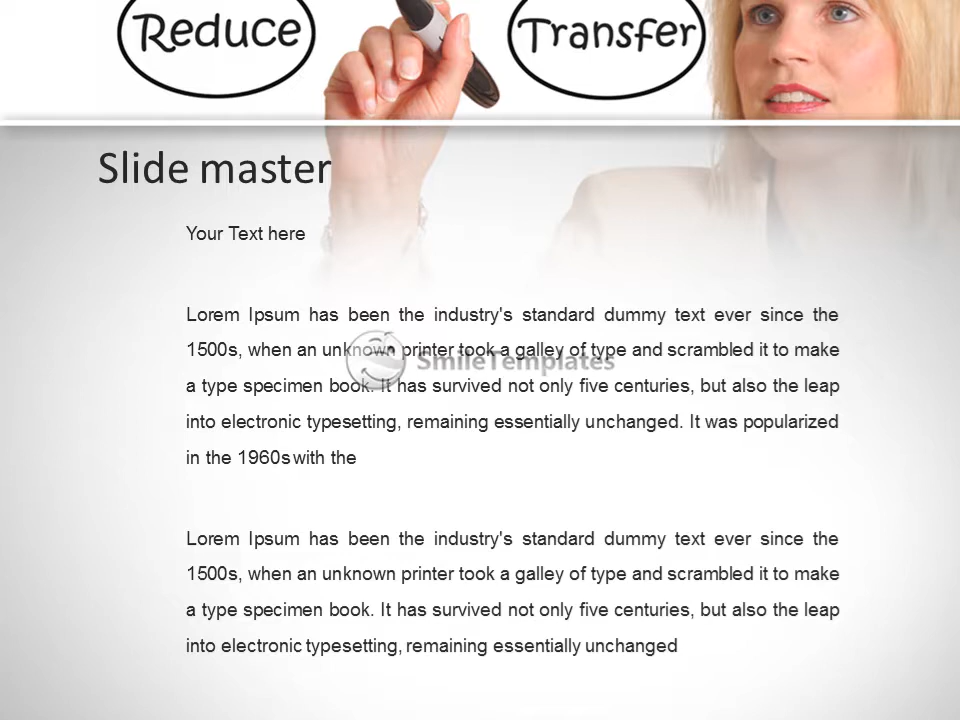 Reduce Transfer
Slide master
Your Text here
Lorem Ipsum has been the industry's standard dummy text ever since the
1500s, when an unknown printer took a galley of type and scrambled it to make
a type specimen book. It has survived not only five centuries, but also the leap
into electronic typesetting, remaining essentially unchanged. It was popularized
in the 1960s with the
SmileTemplates
Lorem Ipsum has been the industry's standard dummy text ever since the
1500s, when an unknown printer took a galley of type and scrambled it to make
a type specimen book. It has survived not only five centuries, but also the leap
into electronic typesetting, remaining essentially unchanged